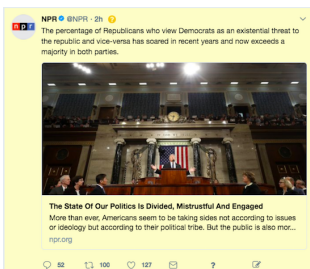 npr
NPR @NPR · 2h
The percentage of Republicans who view Democrats as an existential threat to
the republic and vice-versa has soared in recent years and now exceeds a
majority in both parties.
The State Of Our Politics Is Divided, Mistrustful And Engaged
More than ever, Americans seem to be taking sides not according to issues
or ideology but according to their political tribe. But the public is also mor...
npr.org
52 100 127 ?